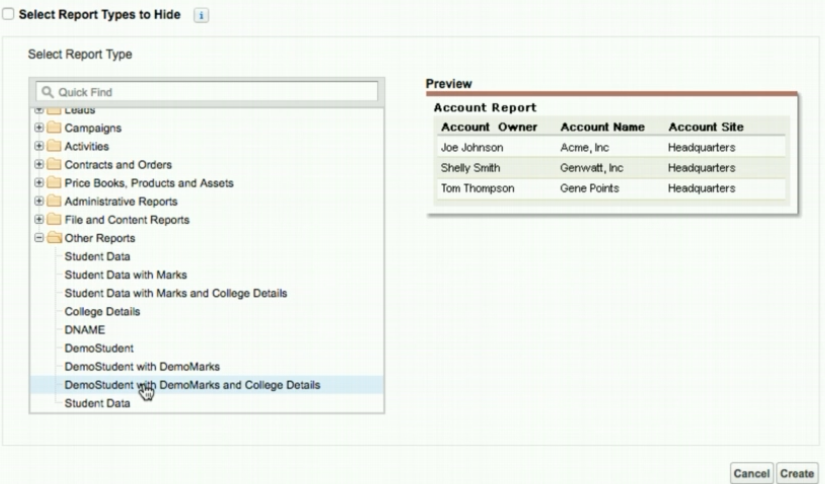 Select Report Types to Hide i
Select Report Type
Quick Find
Leads
Campaigns
Activities
Contracts and Orders
Price Books, Products and Assets
Administrative Reports
File and Content Reports
Other Reports
Student Data
Student Data with Marks
Student Data with Marks and College Details
College Details
DNAME
DemoStudent
DemoStudent with DemoMarks
DemoStudent with DemoMarks and College Details
Student Data
Preview
Account Report
Account Owner Account Name Account Site
Joe Johnson Acme, Inc Headquarters
Shelly Smith Genwatt, Inc Headquarters
Tom Thompson Gene Points Headquarters
Cancel Create